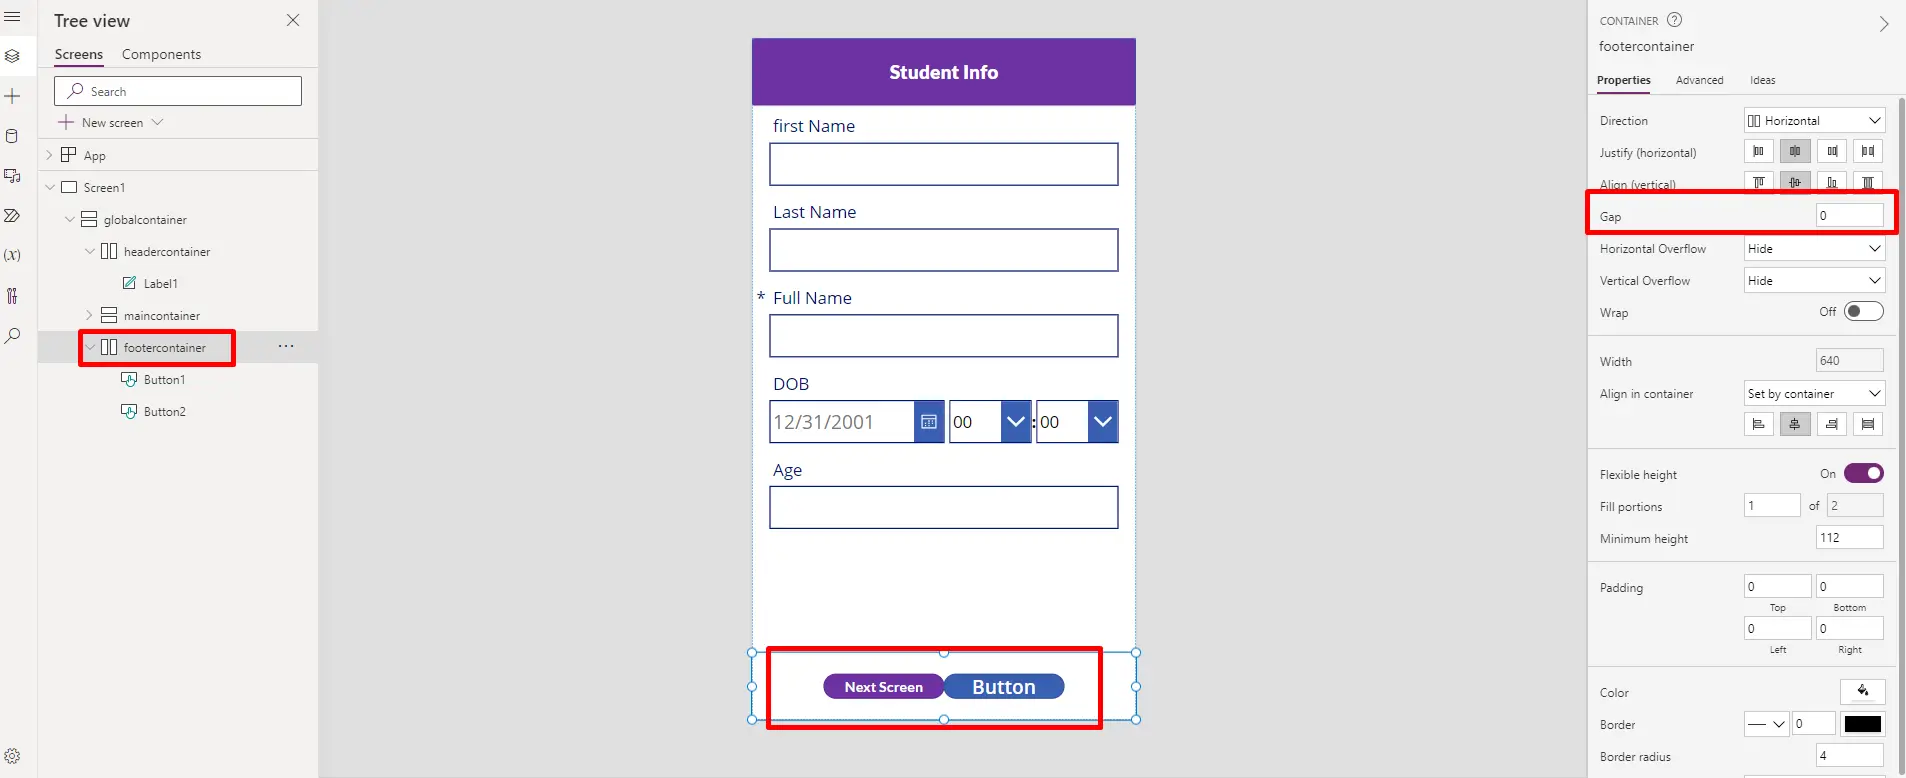 Tree view
Screens Components
Search
New screen
App
Screen1
globalcontainer
headercontainer
Label1
maincontainer
footercontainer ...
Button1
Button2
(x)
Student Info
first Name
Last Name
* Full Name
DOB
12/31/2001 00 : 00
Age
Next Screen Button
CONTAINER ?
footercontainer
Properties Advanced Ideas
Direction Horizontal
Justify (horizontal)
Align (vertical)
Gap 0
Horizontal Overflow Hide
Vertical Overflow Hide
Wrap Off
Width 640
Align in container Set by container
Flexible height On
Fill portions 1 of 2
Minimum height 112
Padding 0 0
Top Bottom
0 0
Left Right
Color
Border 0
Border radius 4